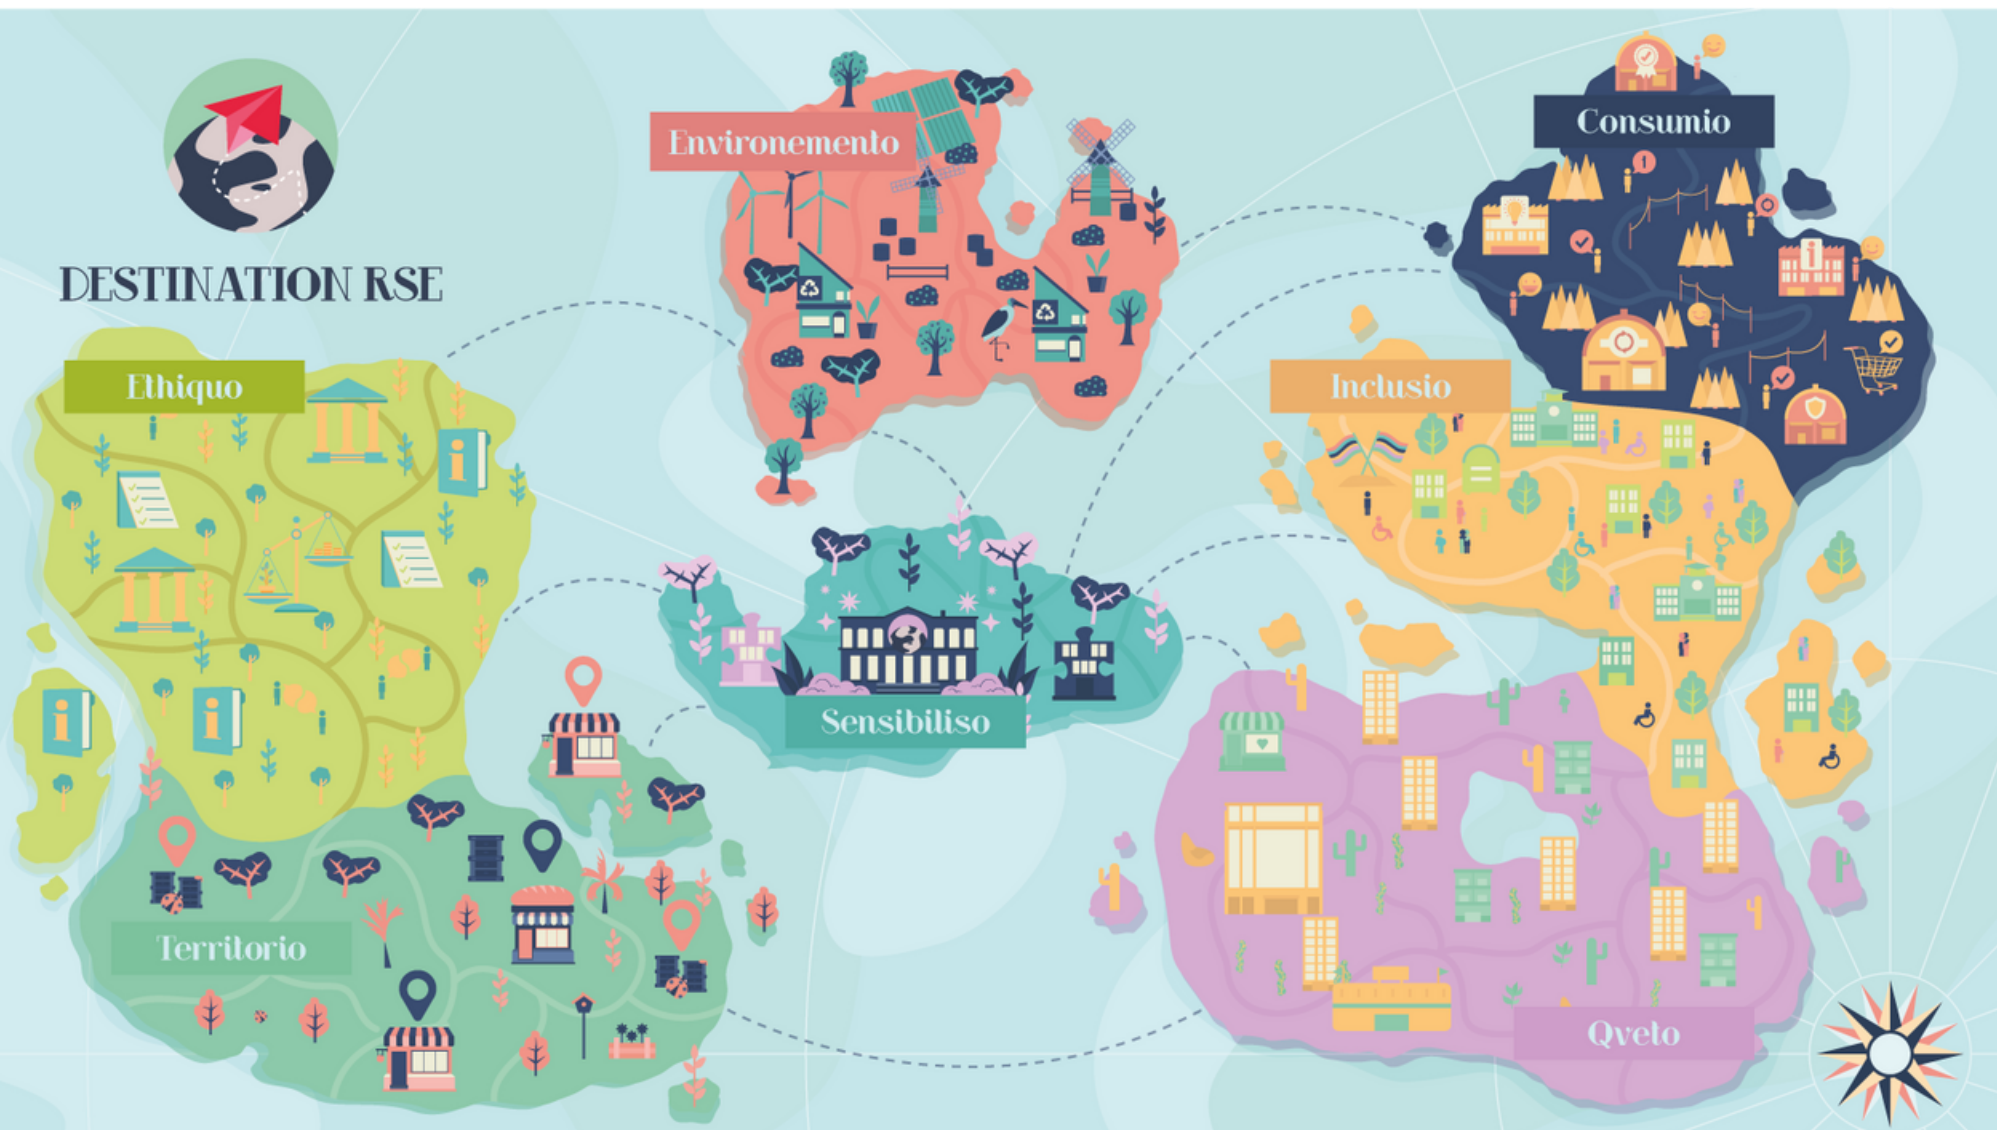 DESTINATION RSE
Environemento
Consumio
Ethiquo
Inclusio
Sensibiliso
Territorio
Qveto